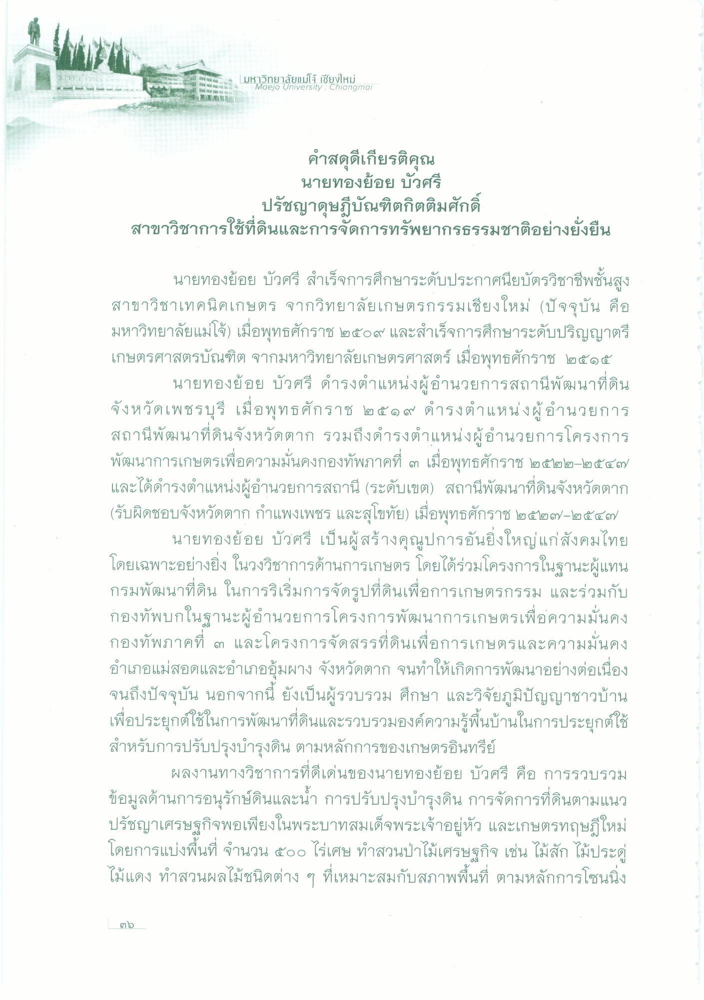 มหาวิทยาลัยแม่โจ้ เชียงใหม่
Maejo University : Chiangmai
คำสดุดีเกียรติคุณ
นายทองย้อย บัวศรี
ปรัชญาดุษฎีบัณฑิตกิตติมศักดิ์
สาขาวิชาการใช้ที่ดินและการจัดการทรัพยากรธรรมชาติอย่างยั่งยืน
นายทองย้อย บัวศรี สำเร็จการศึกษาระดับประกาศนียบัตรวิชาชีพชั้นสูง
สาขาวิชาเทคนิคเกษตร จากวิทยาลัยเกษตรกรรมเชียงใหม่ (ปัจจุบัน คือ
มหาวิทยาลัยแม่โจ้) เมื่อพุทธศักราช ๒๕๐๙ และสำเร็จการศึกษาระดับปริญญาตรี
เกษตรศาสตรบัณฑิต จากมหาวิทยาลัยเกษตรศาสตร์ เมื่อพุทธศักราช ๒๕๑๕
นายทองย้อย บัวศรี ดำรงตำแหน่งผู้อำนวยการสถานีพัฒนาที่ดิน
จังหวัดเพชรบุรี เมื่อพุทธศักราช ๒๕๑๙ ดำรงตำแหน่งผู้อำนวยการ
สถานีพัฒนาที่ดินจังหวัดตาก รวมถึงดำรงตำแหน่งผู้อำนวยการโครงการ
พัฒนาการเกษตรเพื่อความมั่นคงกองทัพภาคที่ ๓ เมื่อพุทธศักราช ๒๕๒๒–๒๕๔๗
และได้ดำรงตำแหน่งผู้อำนวยการสถานี (ระดับเขต) สถานีพัฒนาที่ดินจังหวัดตาก
(รับผิดชอบจังหวัดตาก กำแพงเพชร และสุโขทัย) เมื่อพุทธศักราช ๒๕๒๗–๒๕๔๗
นายทองย้อย บัวศรี เป็นผู้สร้างคุณูปการอันยิ่งใหญ่แก่สังคมไทย
โดยเฉพาะอย่างยิ่ง ในวงวิชาการด้านการเกษตร โดยได้ร่วมโครงการในฐานะผู้แทน
กรมพัฒนาที่ดิน ในการริเริ่มการจัดรูปที่ดินเพื่อการเกษตรกรรม และร่วมกับ
กองทัพบกในฐานะผู้อำนวยการโครงการพัฒนาการเกษตรเพื่อความมั่นคง
กองทัพภาคที่ ๓ และโครงการจัดสรรที่ดินเพื่อการเกษตรและความมั่นคง
อำเภอแม่สอดและอำเภออุ้มผาง จังหวัดตาก จนทำให้เกิดการพัฒนาอย่างต่อเนื่อง
จนถึงปัจจุบัน นอกจากนี้ ยังเป็นผู้รวบรวม ศึกษา และวิจัยภูมิปัญญาชาวบ้าน
เพื่อประยุกต์ใช้ในการพัฒนาที่ดินและรวบรวมองค์ความรู้พื้นบ้านในการประยุกต์ใช้
สำหรับการปรับปรุงบำรุงดิน ตามหลักการของเกษตรอินทรีย์
ผลงานทางวิชาการที่ดีเด่นของนายทองย้อย บัวศรี คือ การรวบรวม
ข้อมูลด้านการอนุรักษ์ดินและน้ำ การปรับปรุงบำรุงดิน การจัดการที่ดินตามแนว
ปรัชญาเศรษฐกิจพอเพียงในพระบาทสมเด็จพระเจ้าอยู่หัว และเกษตรทฤษฎีใหม่
โดยการแบ่งพื้นที่ จำนวน ๕๐๐ ไร่เศษ ทำสวนป่าไม้เศรษฐกิจ เช่น ไม้สัก ไม้ประดู่
ไม้แดง ทำสวนผลไม้ชนิดต่าง ๆ ที่เหมาะสมกับสภาพพื้นที่ ตามหลักการโซนนิ่ง
๓๖